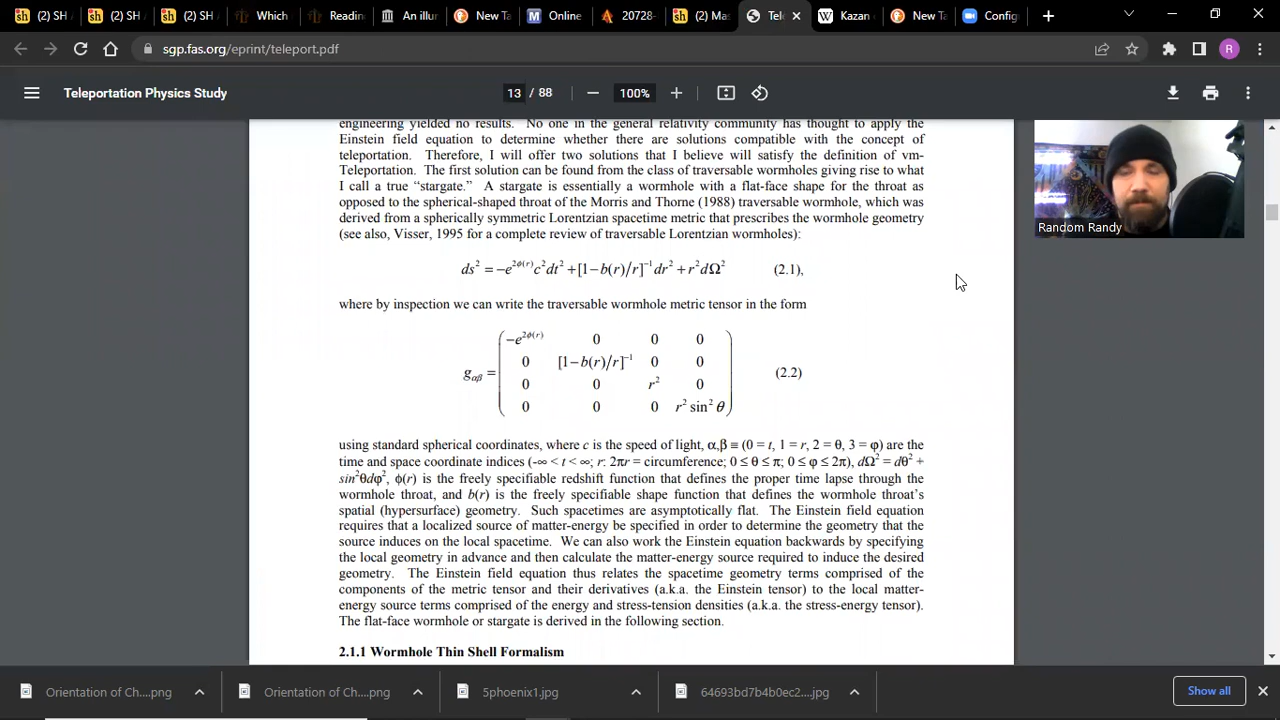 (2) SH
(2) SH
(2) SH
Which
Readin
An illu
New Ta
Online
20728-
(2) Ma
Tele
Kazan
New Ta
Config
sgp.fas.org/eprint/teleport.pdf
R
Teleportation Physics Study
13 / 88
100%
engineering yielded no results. No one in the general relativity community has thought to apply the
Einstein field equation to determine whether there are solutions compatible with the concept of
teleportation. Therefore, I will offer two solutions that I believe will satisfy the definition of vm-
Teleportation. The first solution can be found from the class of traversable wormholes giving rise to what
I call a true “stargate.” A stargate is essentially a wormhole with a flat-face shape for the throat as
opposed to the spherical-shaped throat of the Morris and Thorne (1988) traversable wormhole, which was
derived from a spherically symmetric Lorentzian spacetime metric that prescribes the wormhole geometry
(see also, Visser, 1995 for a complete review of traversable Lorentzian wormholes):
ds² = −e^{2ϕ(r)}c²dt² + [1 − b(r)/r]⁻¹ dr² + r²dΩ² (2.1),
where by inspection we can write the traversable wormhole metric tensor in the form
−e^{2ϕ(r)} 0 0 0
0 [1 − b(r)/r]⁻¹ 0 0
g_{αβ} = (2.2)
0 0 r² 0
0 0 0 r² sin² θ
using standard spherical coordinates, where c is the speed of light, α,β ≡ (0 = t, 1 = r, 2 = θ, 3 = φ) are the
time and space coordinate indices (-∞ < t < ∞; r: 2πr = circumference; 0 ≤ θ ≤ π; 0 ≤ φ ≤ 2π), dΩ² = dθ² +
sin²θdφ², ϕ(r) is the freely specifiable redshift function that defines the proper time lapse through the
wormhole throat, and b(r) is the freely specifiable shape function that defines the wormhole throat’s
spatial (hypersurface) geometry. Such spacetimes are asymptotically flat. The Einstein field equation
requires that a localized source of matter-energy be specified in order to determine the geometry that the
source induces on the local spacetime. We can also work the Einstein equation backwards by specifying
the local geometry in advance and then calculate the matter-energy source required to induce the desired
geometry. The Einstein field equation thus relates the spacetime geometry terms comprised of the
components of the metric tensor and their derivatives (a.k.a. the Einstein tensor) to the local matter-
energy source terms comprised of the energy and stress-tension densities (a.k.a. the stress-energy tensor).
The flat-face wormhole or stargate is derived in the following section.
2.1.1 Wormhole Thin Shell Formalism
Random Randy
Orientation of Ch....png
Orientation of Ch....png
5phoenix1.jpg
64693bd7b4b0ec2....jpg
Show all